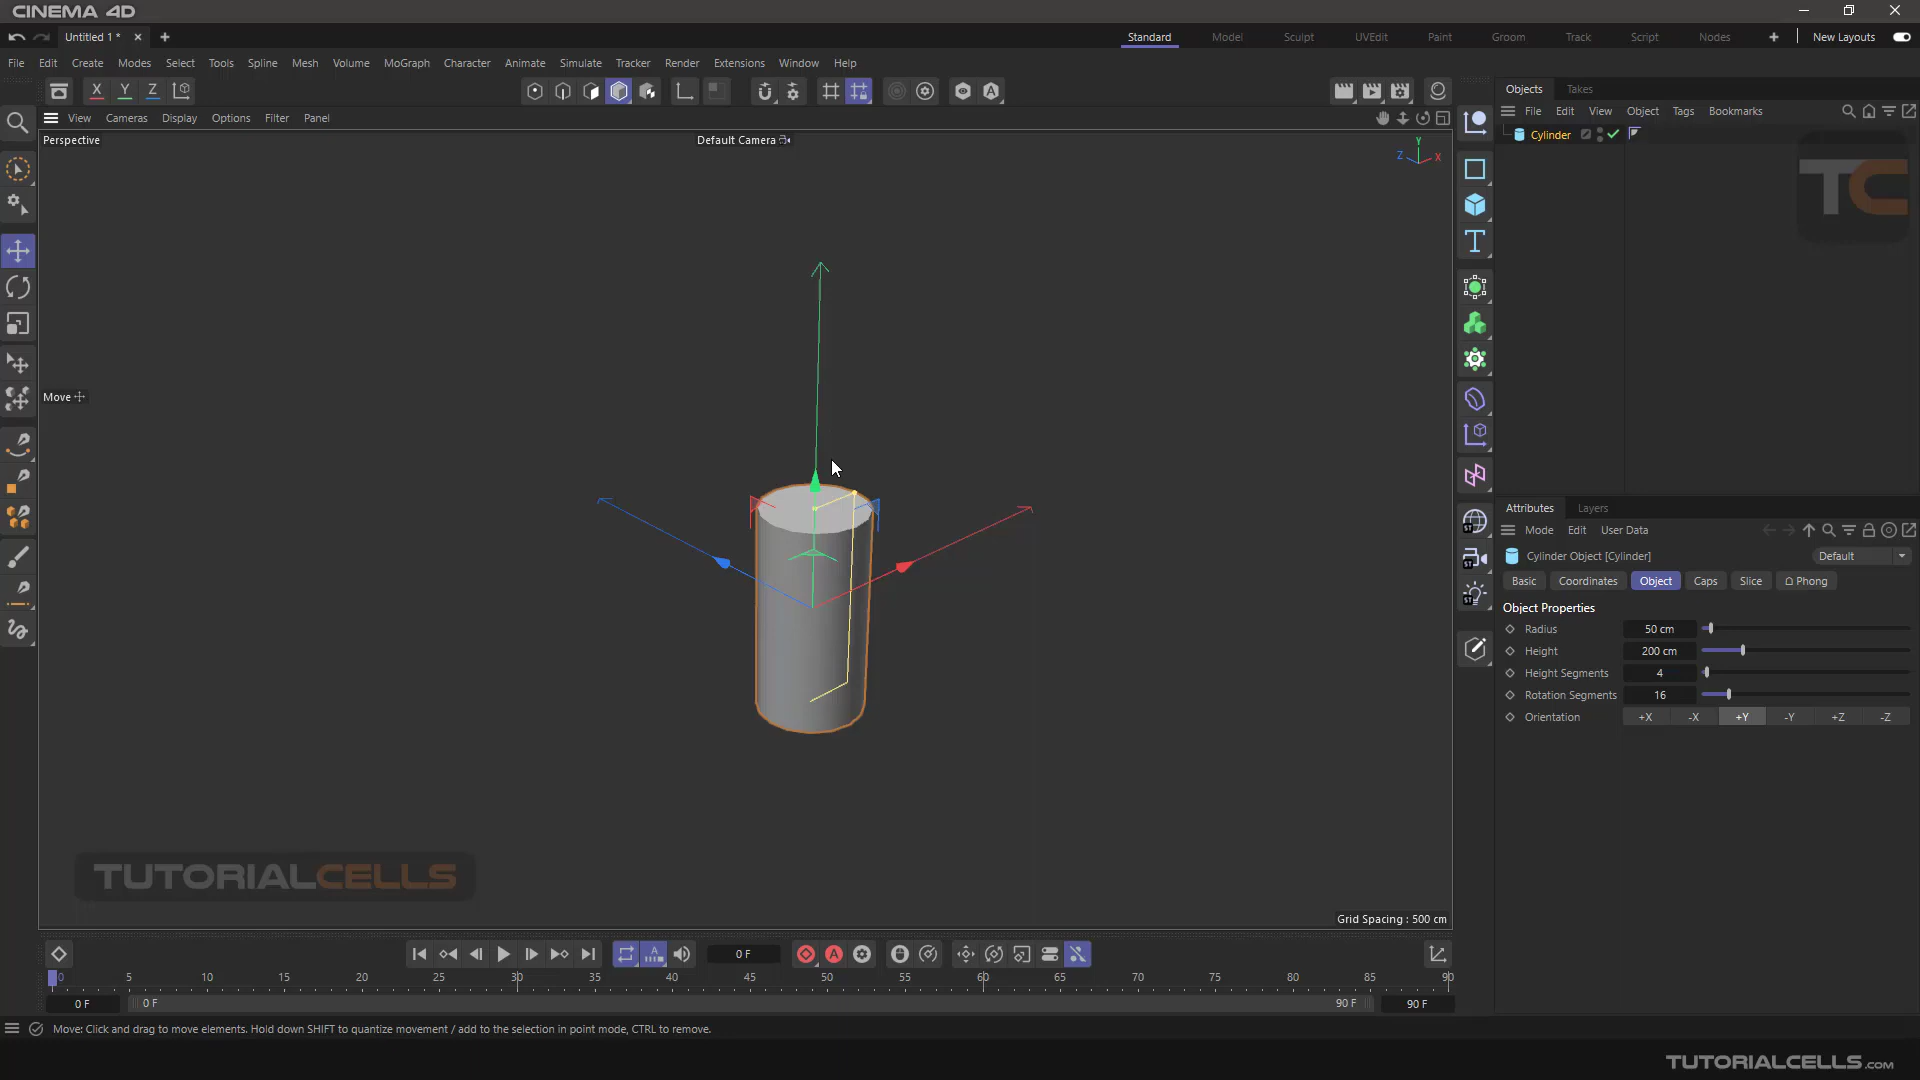 CINEMA 4D
Untitled 1 *
Standard Model Sculpt UVEdit Paint Groom Track Script Nodes New Layouts
File Edit Create Modes Select Tools Spline Mesh Volume MoGraph Character Animate Simulate Tracker Render Extensions Window Help
X Y Z
Objects Takes
View Cameras Display Options Filter Panel
File Edit View Object Tags Bookmarks
Perspective
Default Camera
Y
Z X
Cylinder
TC
Move
Attributes Layers
Mode Edit User Data
Cylinder Object [Cylinder] Default
Basic Coordinates Object Caps Slice Phong
Object Properties
Radius 50 cm
Height 200 cm
Height Segments 4
Rotation Segments 16
Orientation +X -X +Y -Y +Z -Z
ST
ST
ST
TUTORIALCELLS
Grid Spacing : 500 cm
0 F
0 5 10 15 20 25 30 35 40 45 50 55 60 65 70 75 80 85 90
0 F 0 F 90 F 90 F
Move: Click and drag to move elements. Hold down SHIFT to quantize movement / add to the selection in point mode, CTRL to remove.
TUTORIALCELLS.COM